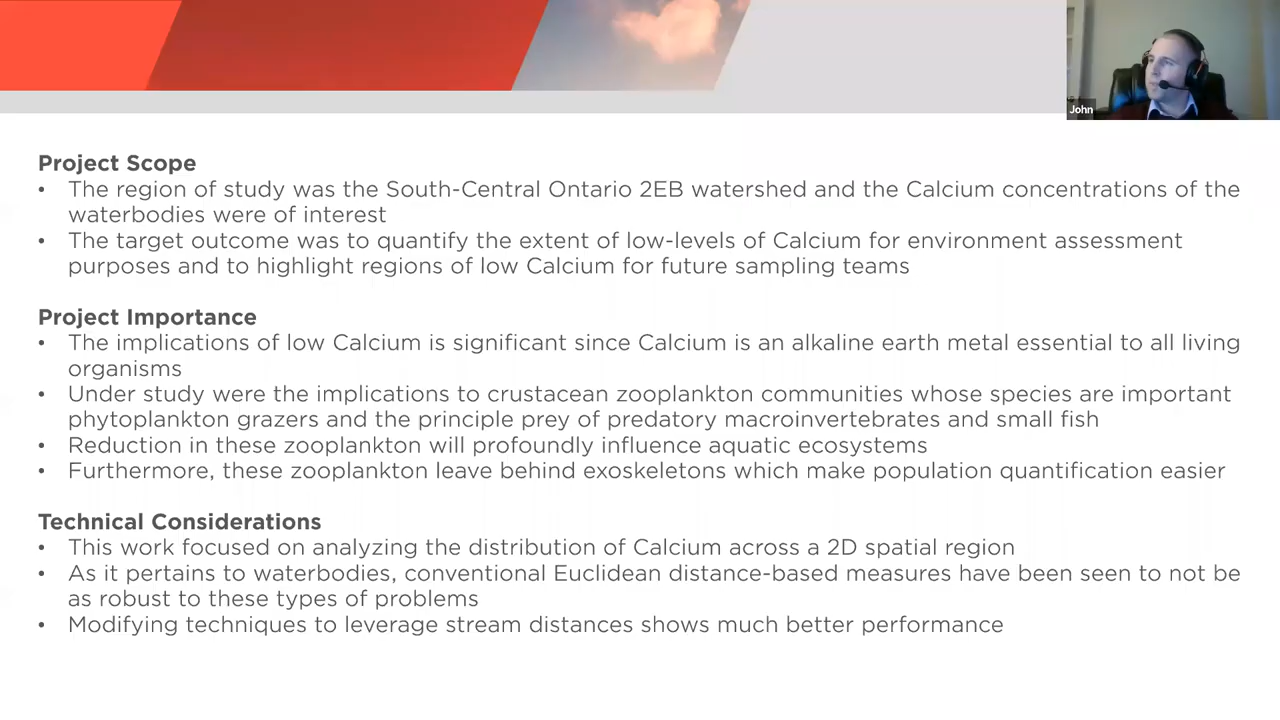 John
Project Scope
• The region of study was the South-Central Ontario 2EB watershed and the Calcium concentrations of the
waterbodies were of interest
• The target outcome was to quantify the extent of low-levels of Calcium for environment assessment
purposes and to highlight regions of low Calcium for future sampling teams
Project Importance
• The implications of low Calcium is significant since Calcium is an alkaline earth metal essential to all living
organisms
• Under study were the implications to crustacean zooplankton communities whose species are important
phytoplankton grazers and the principle prey of predatory macroinvertebrates and small fish
• Reduction in these zooplankton will profoundly influence aquatic ecosystems
• Furthermore, these zooplankton leave behind exoskeletons which make population quantification easier
Technical Considerations
• This work focused on analyzing the distribution of Calcium across a 2D spatial region
• As it pertains to waterbodies, conventional Euclidean distance-based measures have been seen to not be
as robust to these types of problems
• Modifying techniques to leverage stream distances shows much better performance